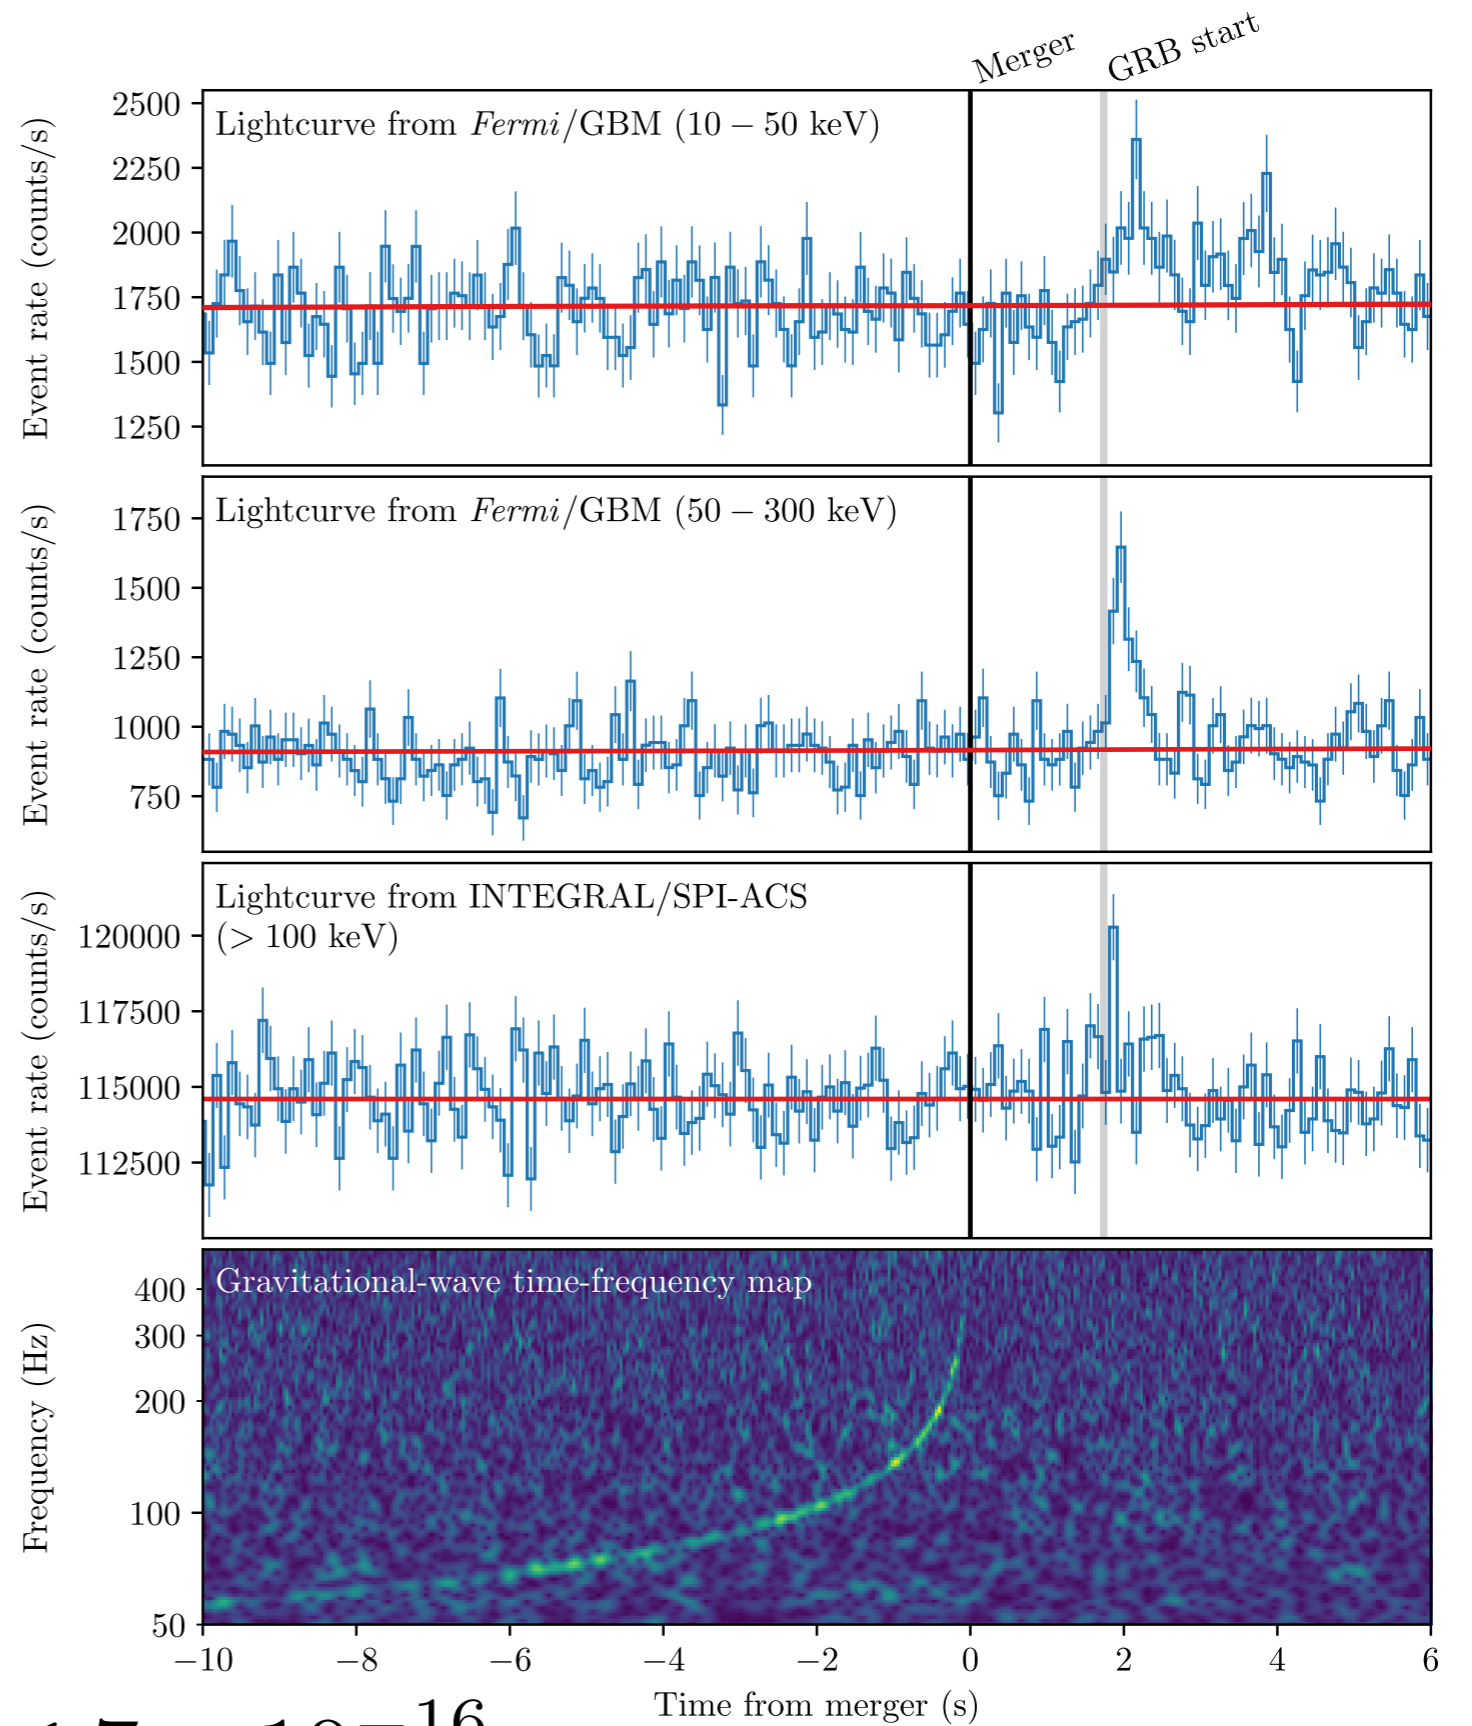 Merger GRB start
Lightcurve from Fermi/GBM (10 − 50 keV)
Event rate (counts/s)
2500
2250
2000
1750
1500
1250
Lightcurve from Fermi/GBM (50 − 300 keV)
Event rate (counts/s)
1750
1500
1250
1000
750
Lightcurve from INTEGRAL/SPI-ACS
(> 100 keV)
Event rate (counts/s)
120000
117500
115000
112500
Gravitational-wave time-frequency map
Frequency (Hz)
400
300
200
100
50
−10 −8 −6 −4 −2 0 2 4 6
Time from merger (s)
−16